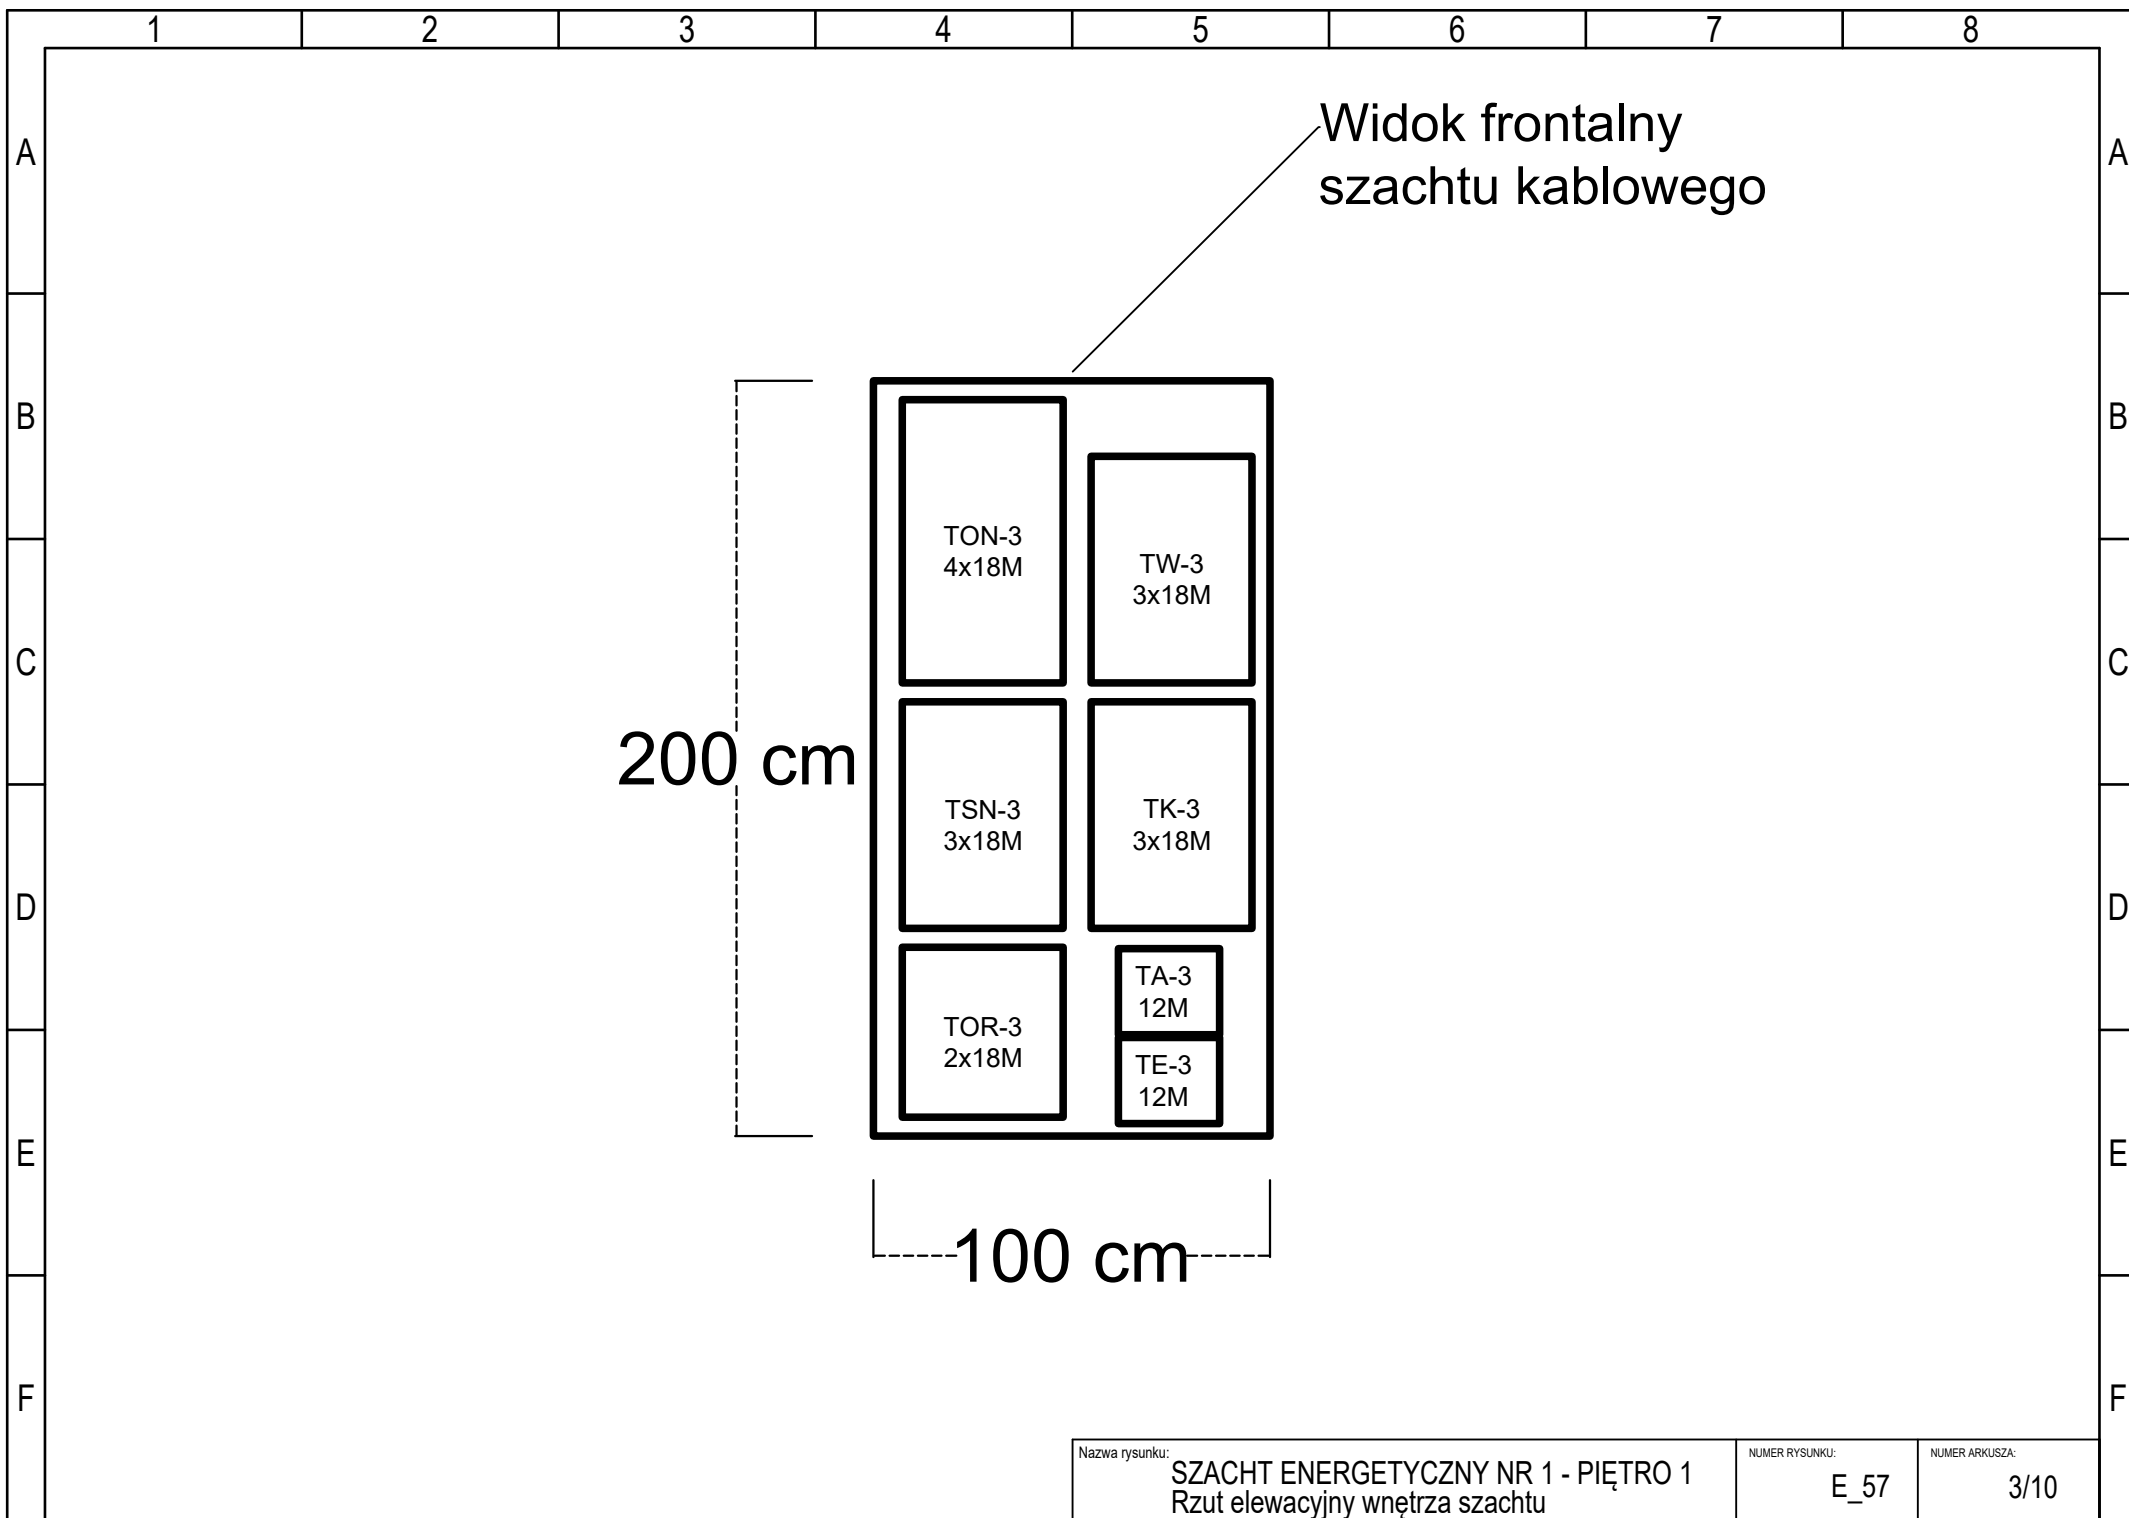 1 2 3 4 5 6 7 8
A A
Widok frontalny
szachtu kablowego
B B
TON-3
4x18M
TW-3
3x18M
C C
200 cm
TSN-3
3x18M
TK-3
3x18M
D D
TA-3
12M
TOR-3
2x18M
TE-3
12M
E E
100 cm
F F
Nazwa rysunku:
SZACHT ENERGETYCZNY NR 1 - PIĘTRO 1
Rzut elewacyjny wnętrza szachtu
NUMER RYSUNKU:
E_57
NUMER ARKUSZA:
3/10